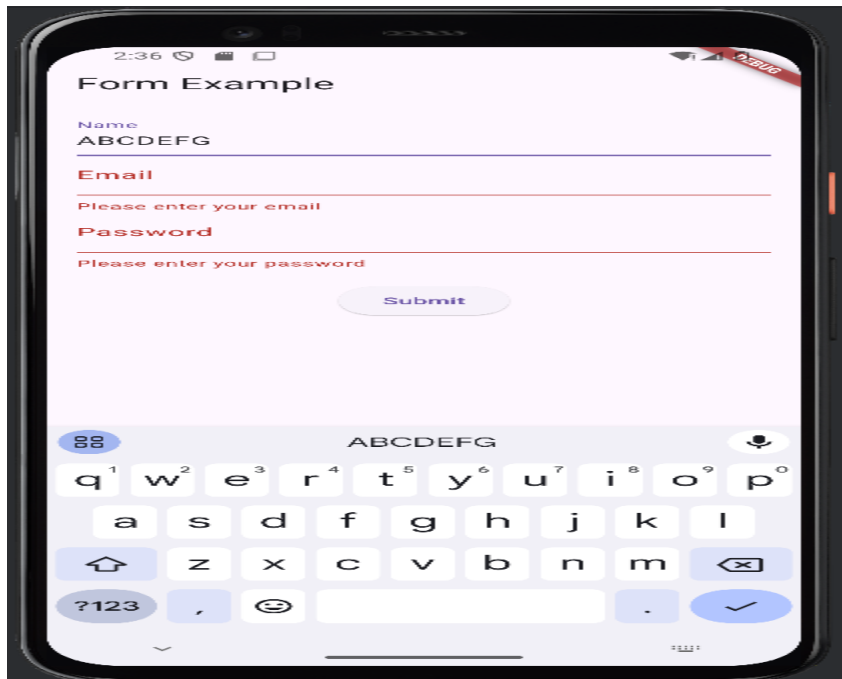 2:36
DEBUG
Form Example
Name
ABCDEFG
Email
Please enter your email
Password
Please enter your password
Submit
ABCDEFG
q1 w2 e3 r4 t5 y6 u7 i8 o9 p0
a s d f g h j k l
z x c v b n m
?123 , .